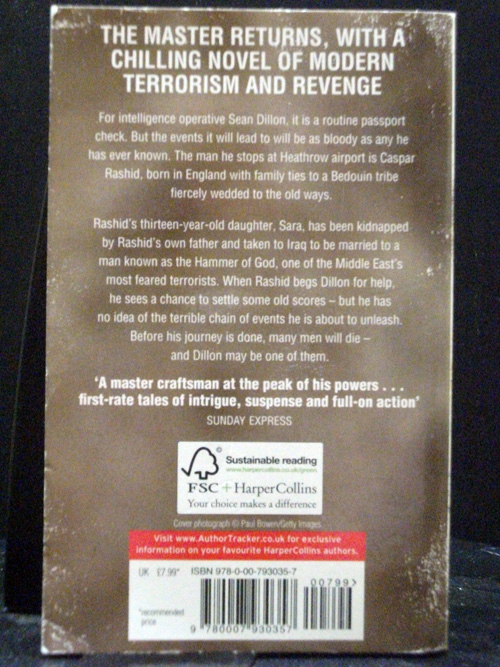 THE MASTER RETURNS, WITH A
CHILLING NOVEL OF MODERN
TERRORISM AND REVENGE
For intelligence operative Sean Dillon, it is a routine passport
check. But the events it will lead to will be as bloody as any he
has ever known. The man he stops at Heathrow airport is Caspar
Rashid, born in England with family ties to a Bedouin tribe
fiercely wedded to the old ways.
Rashid's thirteen-year-old daughter, Sara, has been kidnapped
by Rashid's own father and taken to Iraq to be married to a
man known as the Hammer of God, one of the Middle East's
most feared terrorists. When Rashid begs Dillon for help,
he sees a chance to settle some old scores – but he has
no idea of the terrible chain of events he is about to unleash.
Before his journey is done, many men will die –
and Dillon may be one of them.
'A master craftsman at the peak of his powers . . .
first-rate tales of intrigue, suspense and full-on action'
SUNDAY EXPRESS
©
Sustainable reading
www.harpercollins.co.uk/green
FSC + HarperCollins
Your choice makes a difference
Cover photograph © Paul Bowen/Getty Images
Visit www.AuthorTracker.co.uk for exclusive
information on your favourite HarperCollins authors.
UK £7.99* ISBN 978-0-00-793035-7
00799>
*recommended
price
9 780007 930357